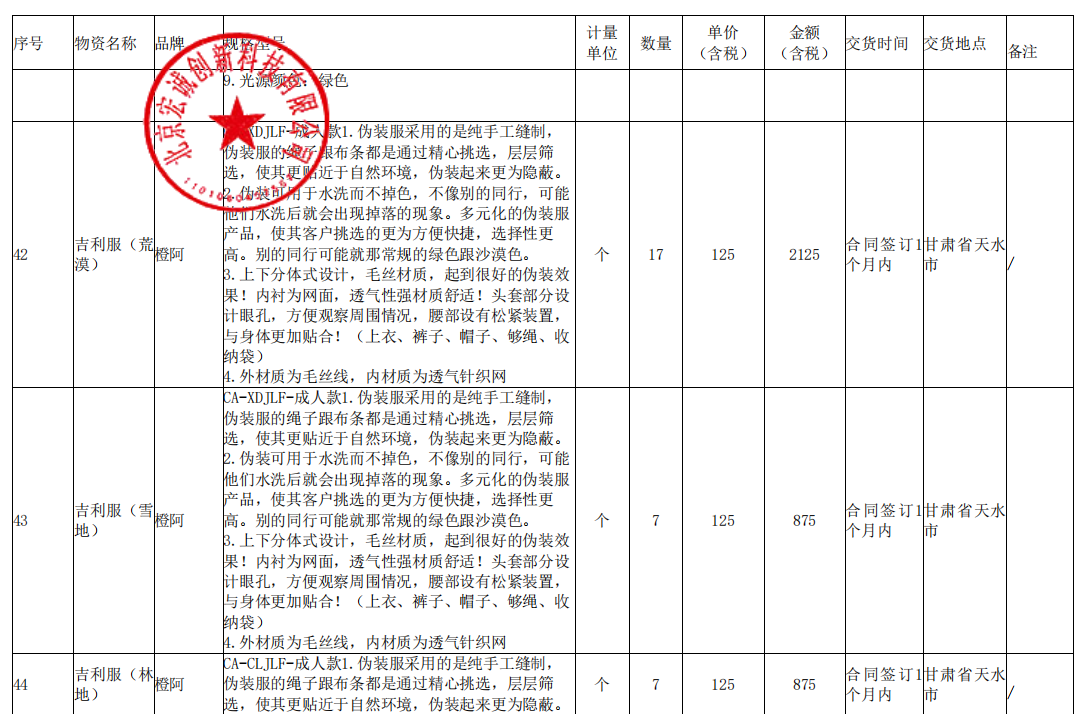 序号 物资名称 品牌 规格型号 计量单位 数量 单价（含税） 金额（含税） 交货时间 交货地点 备注
9.光源颜色：绿色
北京宏诚创新科技有限公司
42 吉利服（荒漠） 橙阿
XDJLF-成人款1.伪装服采用的是纯手工缝制，
伪装服的绳子跟布条都是通过精心挑选，层层筛
选，使其更贴近于自然环境，伪装起来更为隐蔽。
2.伪装可用于水洗而不掉色，不像别的同行，可能
他们水洗后就会出现掉落的现象。多元化的伪装服
产品，使其客户挑选的更为方便快捷，选择性更
高。别的同行可能就那常规的绿色跟沙漠色。
3.上下分体式设计，毛丝材质，起到很好的伪装效
果！内衬为网面，透气性强材质舒适！头套部分设
计眼孔，方便观察周围情况，腰部设有松紧装置，
与身体更加贴合！（上衣、裤子、帽子、够绳、收
纳袋）
4.外材质为毛丝线，内材质为透气针织网
个 17 125 2125 合同签订1个月内 甘肃省天水市 /
43 吉利服（雪地） 橙阿
CA-XDJLF-成人款1.伪装服采用的是纯手工缝制，
伪装服的绳子跟布条都是通过精心挑选，层层筛
选，使其更贴近于自然环境，伪装起来更为隐蔽。
2.伪装可用于水洗而不掉色，不像别的同行，可能
他们水洗后就会出现掉落的现象。多元化的伪装服
产品，使其客户挑选的更为方便快捷，选择性更
高。别的同行可能就那常规的绿色跟沙漠色。
3.上下分体式设计，毛丝材质，起到很好的伪装效
果！内衬为网面，透气性强材质舒适！头套部分设
计眼孔，方便观察周围情况，腰部设有松紧装置，
与身体更加贴合！（上衣、裤子、帽子、够绳、收
纳袋）
4.外材质为毛丝线，内材质为透气针织网
个 7 125 875 合同签订1个月内 甘肃省天水市
44 吉利服（林地） 橙阿
CA-CLJLF-成人款1.伪装服采用的是纯手工缝制，
伪装服的绳子跟布条都是通过精心挑选，层层筛
选，使其更贴近于自然环境，伪装起来更为隐蔽。
个 7 125 875 合同签订1个月内 甘肃省天水市 /